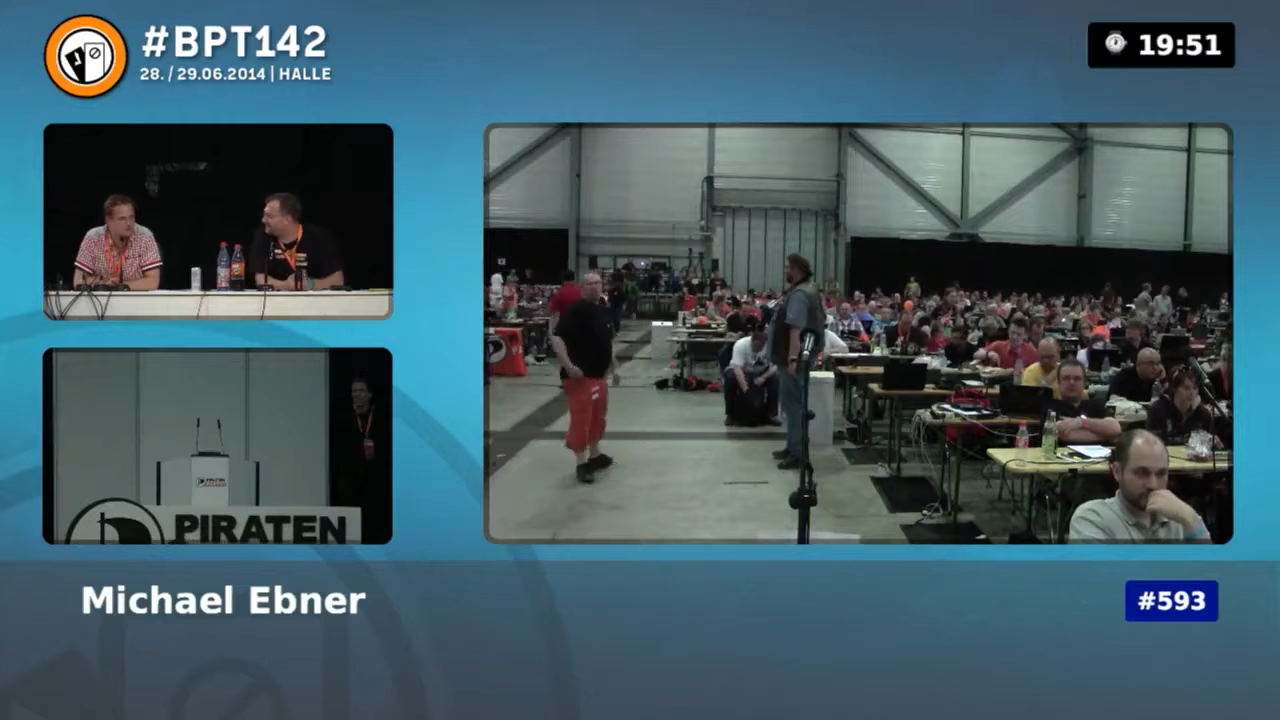 #BPT142
28. / 29.06.2014 | HALLE
19:51
PIRATEN
Michael Ebner
#593